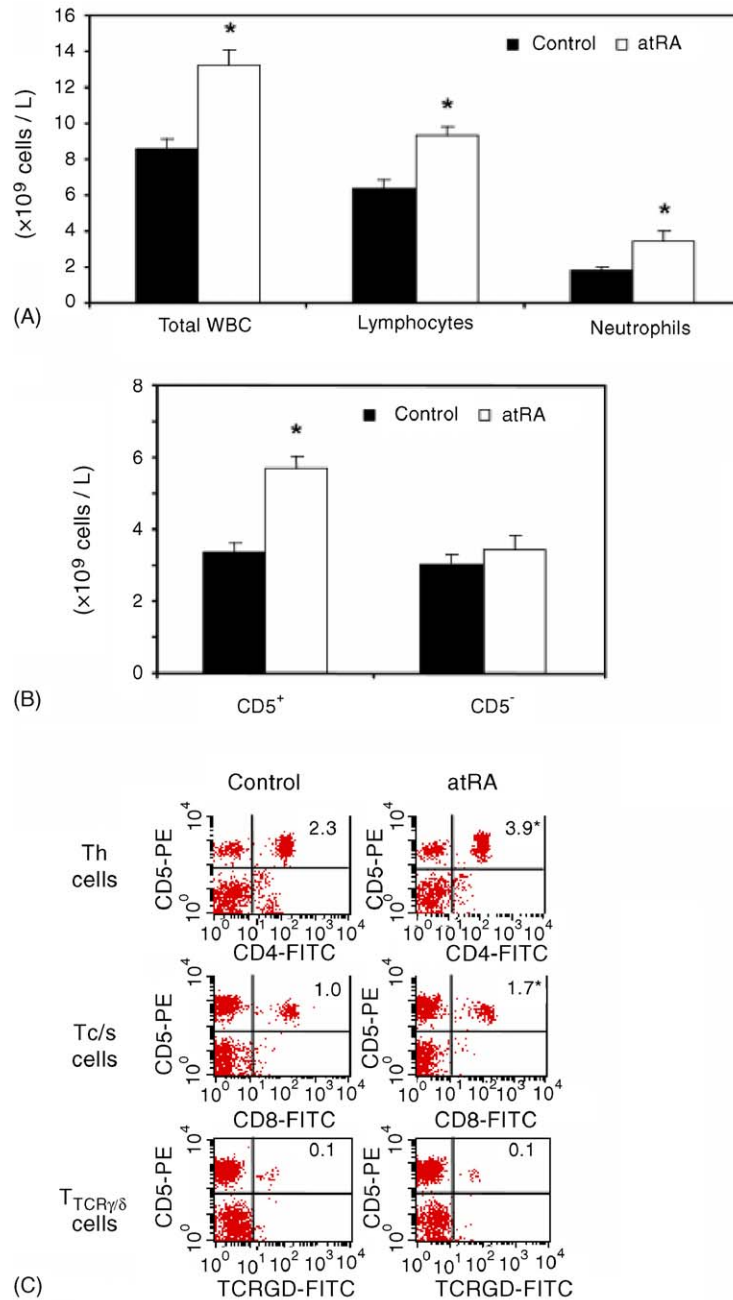 16
14
12
10
8
6
4
2
0
(×10⁹ cells / L)
Control atRA
*
*
*
Total WBC Lymphocytes Neutrophils
(A)
8
6
4
2
0
(×10⁹ cells / L)
Control atRA
*
CD5⁺ CD5⁻
(B)
Control atRA
Th
cells
CD5-PE
10⁴
10⁰
2.3
10⁰ 10¹ 10² 10³ 10⁴
CD4-FITC
CD5-PE
10⁴
10⁰
3.9*
10⁰ 10¹ 10² 10³ 10⁴
CD4-FITC
Tc/s
cells
CD5-PE
10⁴
10⁰
1.0
10⁰ 10¹ 10² 10³ 10⁴
CD8-FITC
CD5-PE
10⁴
10⁰
1.7*
10⁰ 10¹ 10² 10³ 10⁴
CD8-FITC
T TCRγ/δ
cells
CD5-PE
10⁴
10⁰
0.1
10⁰ 10¹ 10² 10³ 10⁴
TCRGD-FITC
CD5-PE
10⁴
10⁰
0.1
10⁰ 10¹ 10² 10³ 10⁴
TCRGD-FITC
(C)